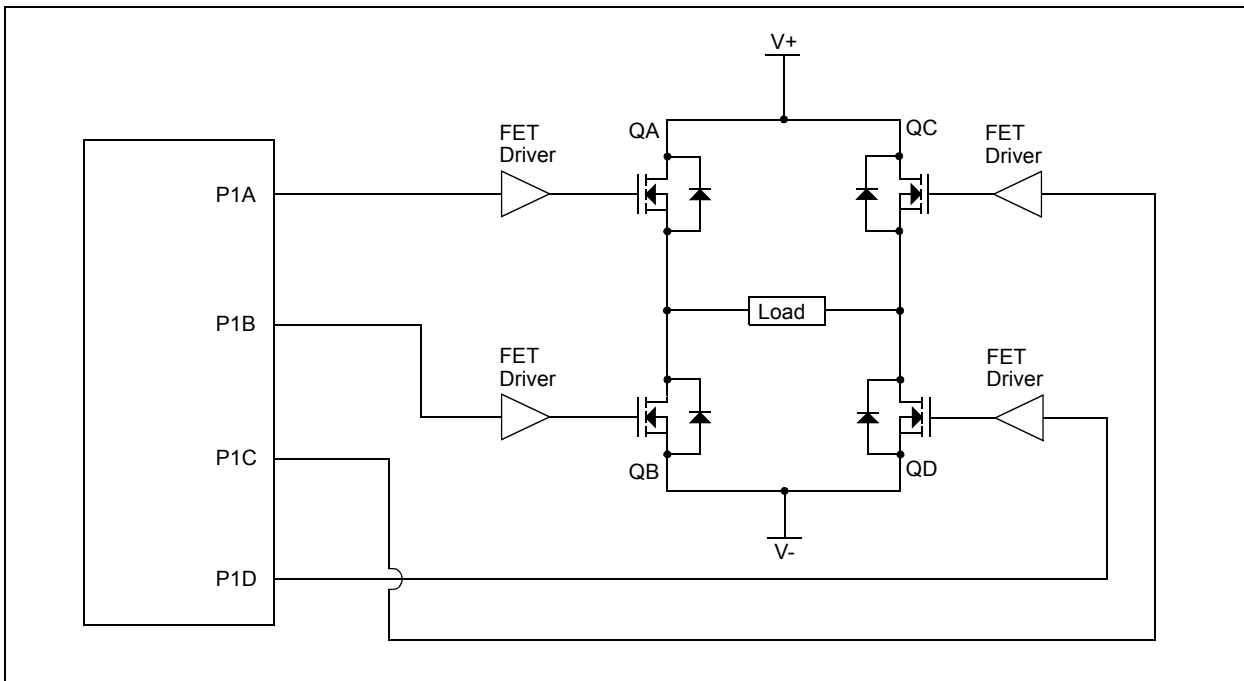 V+
QA
QC
FET
Driver
FET
Driver
P1A
Load
P1B
FET
Driver
FET
Driver
P1C
QB
QD
V-
P1D